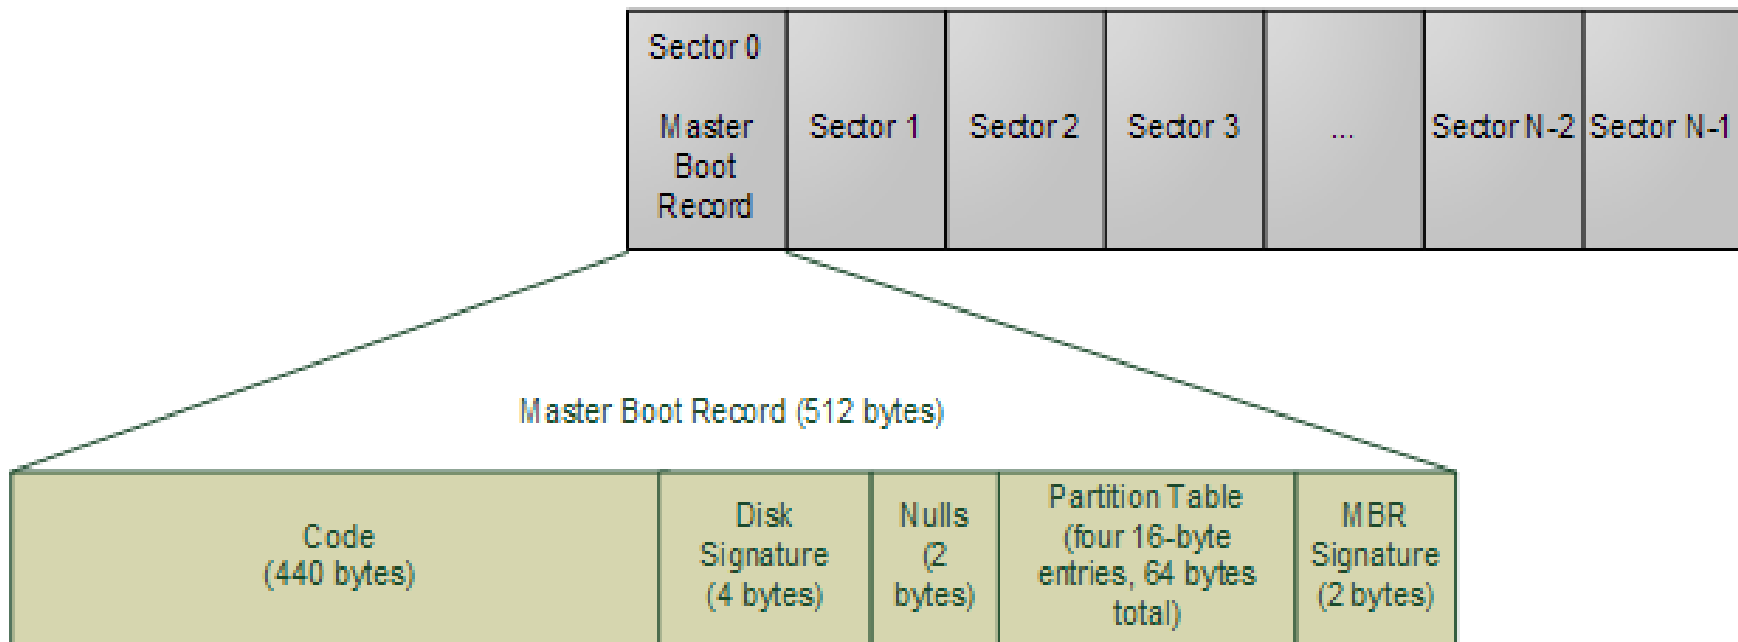 Sector 0
Master
Boot
Record
Sector 1
Sector 2
Sector 3
...
Sector N-2
Sector N-1
Master Boot Record (512 bytes)
Code
(440 bytes)
Disk
Signature
(4 bytes)
Nulls
(2
bytes)
Partition Table
(four 16-byte
entries, 64 bytes
total)
MBR
Signature
(2 bytes)